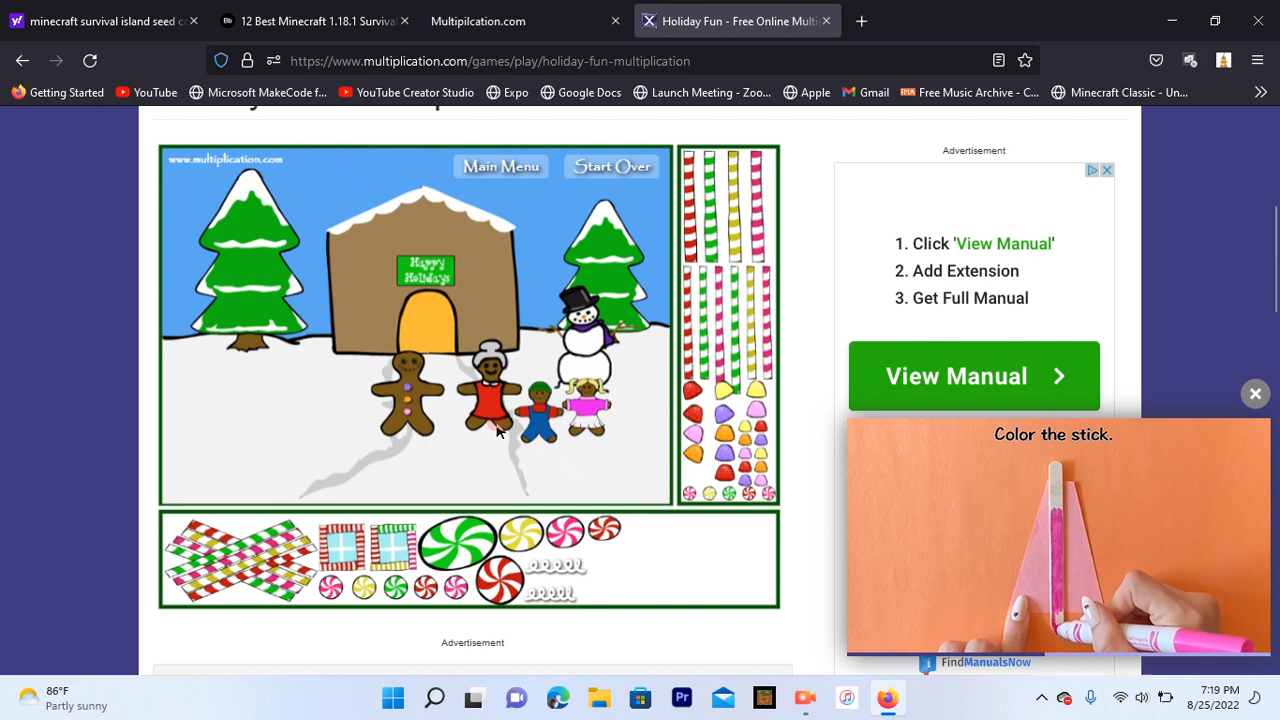 minecraft survival island seed c
12 Best Minecraft 1.18.1 Surviva
Multipilcation.com
Holiday Fun - Free Online Multi
https://www.multiplication.com/games/play/holiday-fun-multiplication
Getting Started
YouTube
Microsoft MakeCode f...
YouTube Creator Studio
Expo
Google Docs
Launch Meeting - Zoo...
Apple
Gmail
Free Music Archive - C...
Minecraft Classic - Un...
www.multiplication.com
Main Menu
Start Over
Happy
Holidays
Advertisement
1. Click 'View Manual'
2. Add Extension
3. Get Full Manual
View Manual
Color the stick.
FindManualsNow
Advertisement
86°F
Partly sunny
7:19 PM
8/25/2022